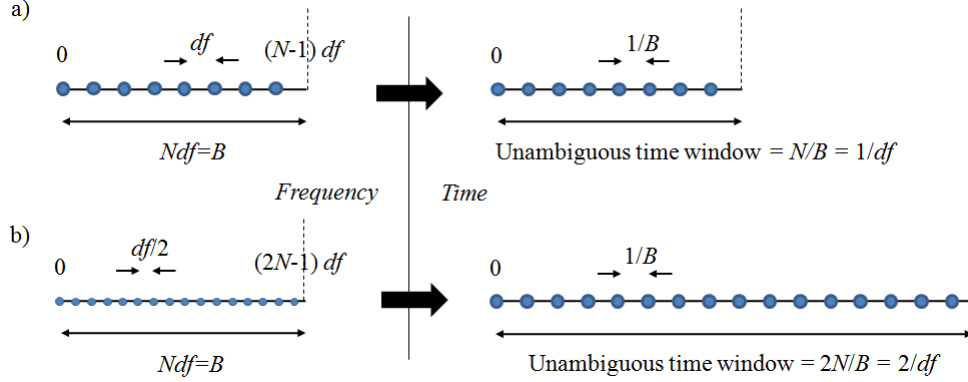 a)
0
df
(N-1) df
Ndf=B
0
1/B
Unambiguous time window = N/B = 1/df
Frequency
Time
b)
0
df/2
(2N-1) df
Ndf=B
0
1/B
Unambiguous time window = 2N/B = 2/df